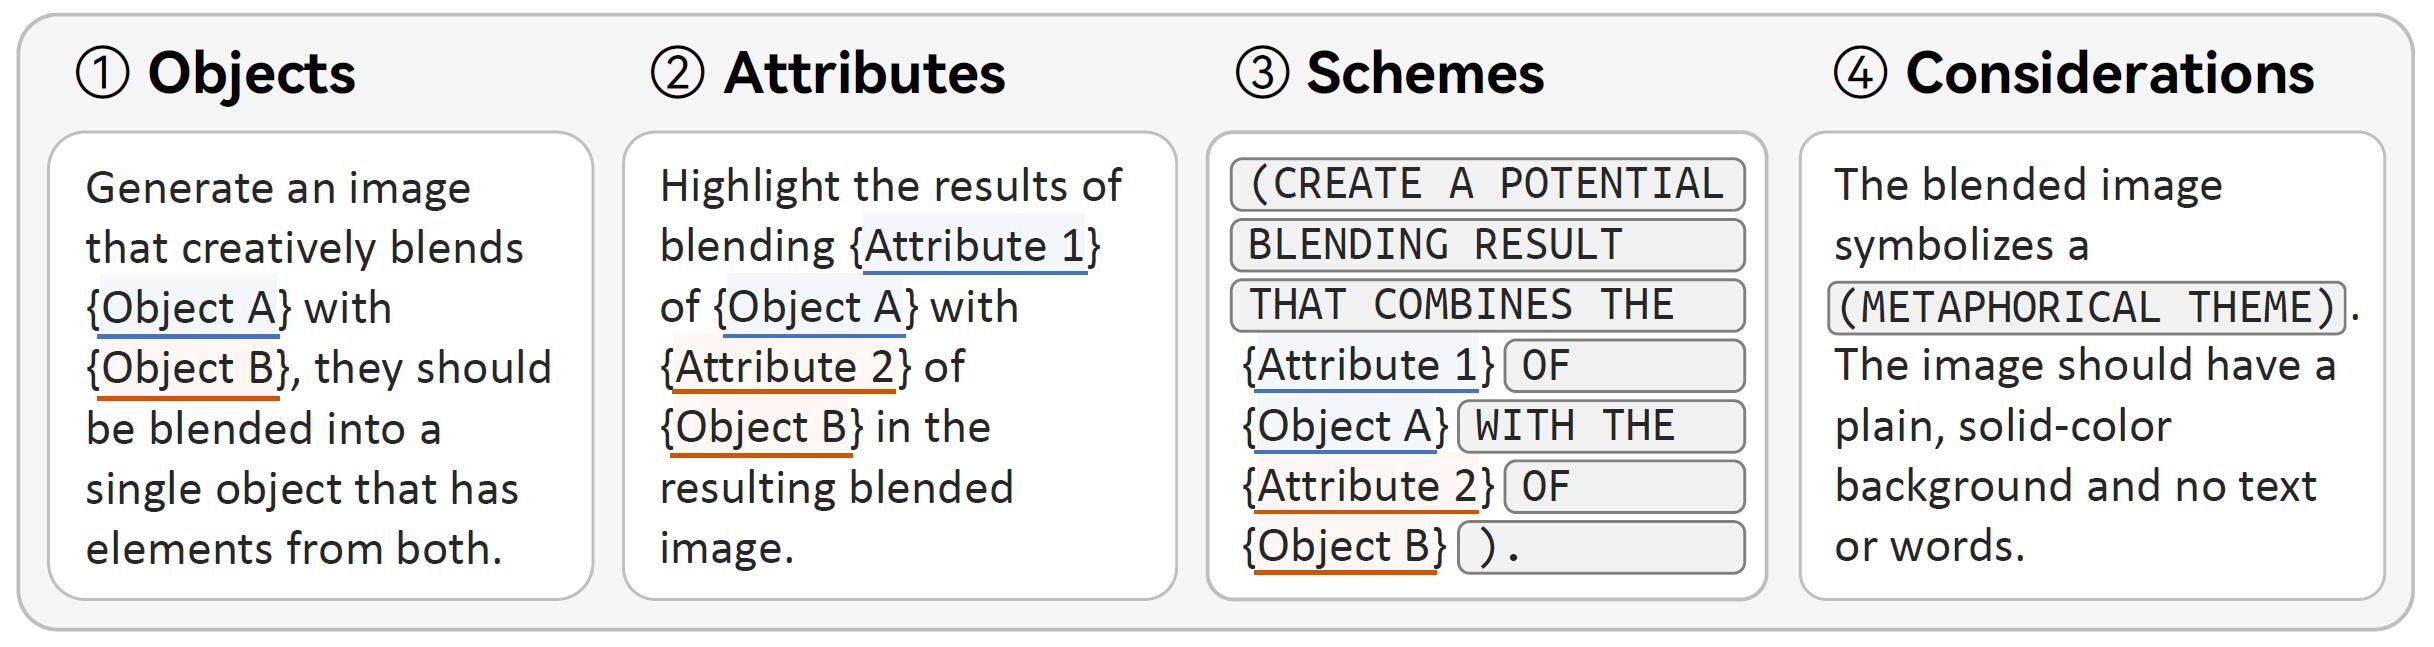 ① Objects
Generate an image
that creatively blends
{Object A} with
{Object B}, they should
be blended into a
single object that has
elements from both.
② Attributes
Highlight the results of
blending {Attribute 1}
of {Object A} with
{Attribute 2} of
{Object B} in the
resulting blended
image.
③ Schemes
(CREATE A POTENTIAL
BLENDING RESULT
THAT COMBINES THE
{Attribute 1} OF
{Object A} WITH THE
{Attribute 2} OF
{Object B} ).
④ Considerations
The blended image
symbolizes a
(METAPHORICAL THEME).
The image should have a
plain, solid-color
background and no text
or words.